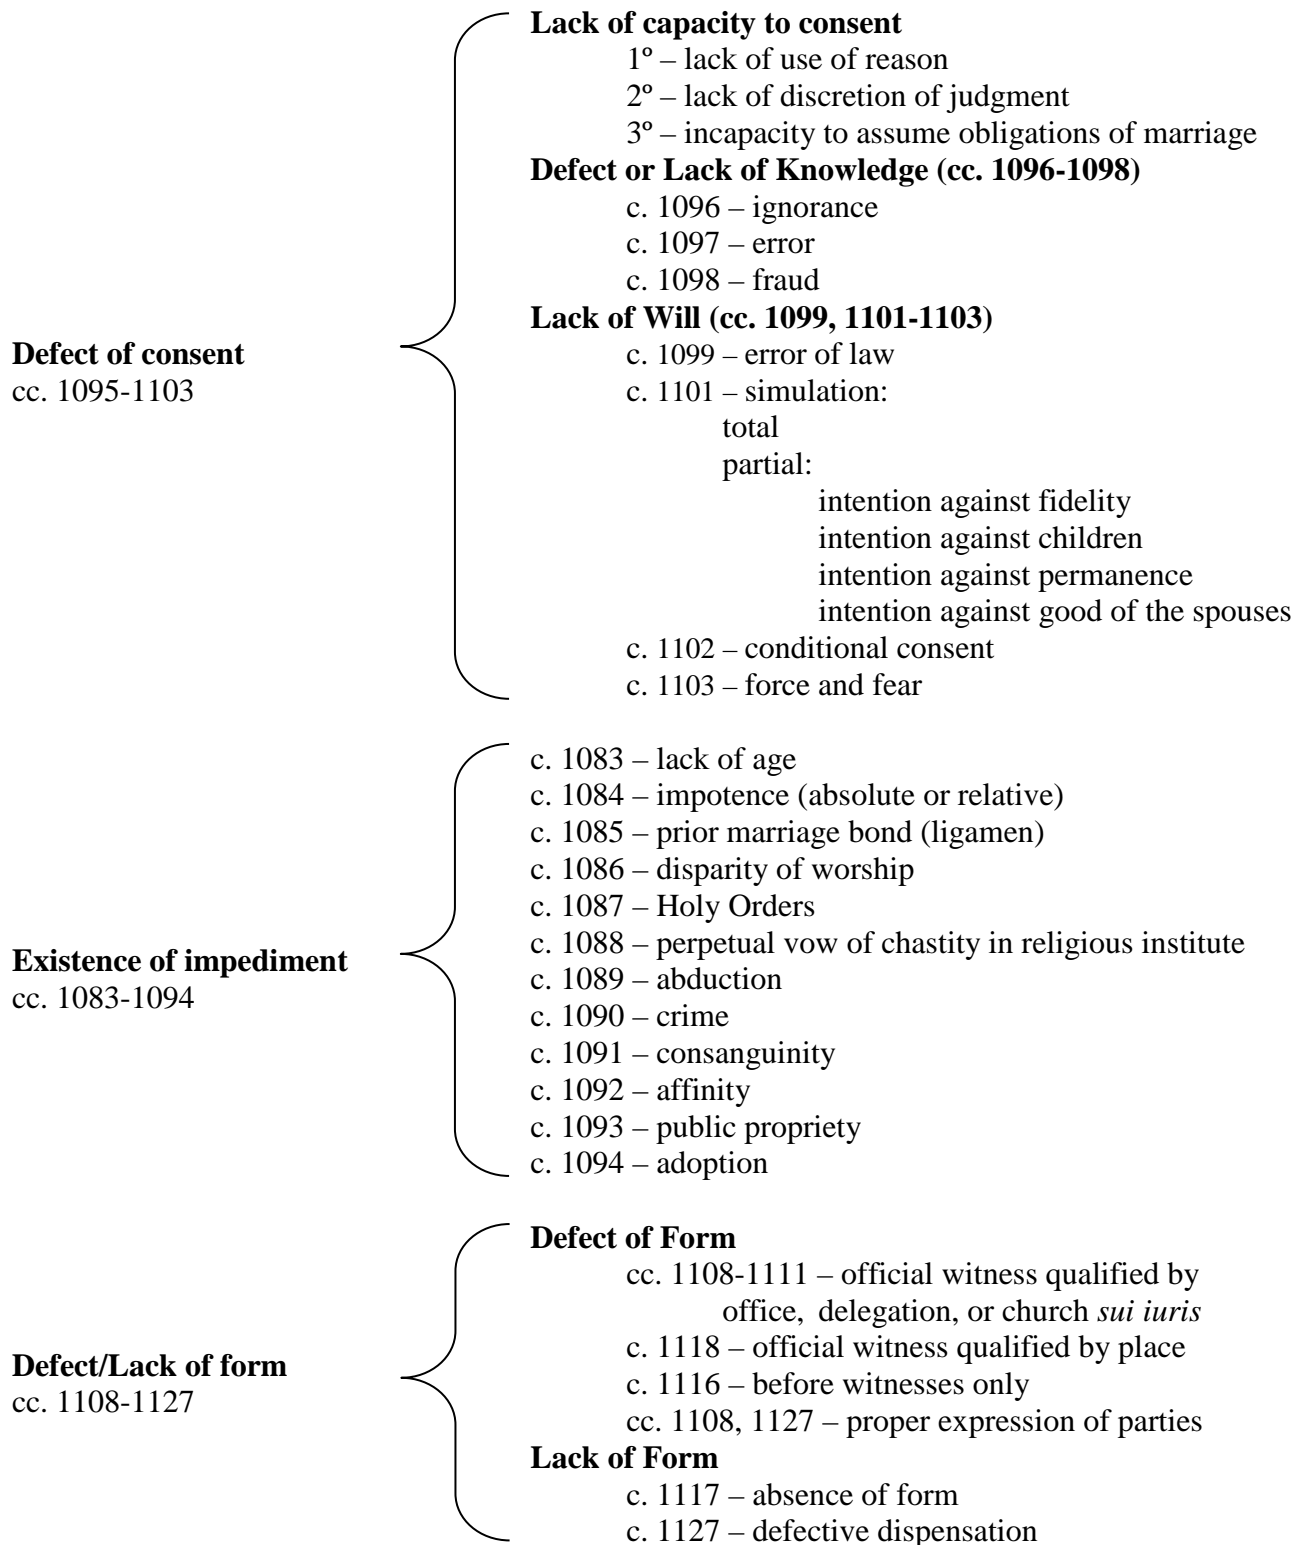 Lack of capacity to consent
1º – lack of use of reason
2º – lack of discretion of judgment
3º – incapacity to assume obligations of marriage
Defect or Lack of Knowledge (cc. 1096-1098)
c. 1096 – ignorance
c. 1097 – error
c. 1098 – fraud
Lack of Will (cc. 1099, 1101-1103)
Defect of consent
cc. 1095-1103
c. 1099 – error of law
c. 1101 – simulation:
total
partial:
intention against fidelity
intention against children
intention against permanence
intention against good of the spouses
c. 1102 – conditional consent
c. 1103 – force and fear
Existence of impediment
cc. 1083-1094
c. 1083 – lack of age
c. 1084 – impotence (absolute or relative)
c. 1085 – prior marriage bond (ligamen)
c. 1086 – disparity of worship
c. 1087 – Holy Orders
c. 1088 – perpetual vow of chastity in religious institute
c. 1089 – abduction
c. 1090 – crime
c. 1091 – consanguinity
c. 1092 – affinity
c. 1093 – public propriety
c. 1094 – adoption
Defect/Lack of form
cc. 1108-1127
Defect of Form
cc. 1108-1111 – official witness qualified by
office, delegation, or church sui iuris
c. 1118 – official witness qualified by place
c. 1116 – before witnesses only
cc. 1108, 1127 – proper expression of parties
Lack of Form
c. 1117 – absence of form
c. 1127 – defective dispensation